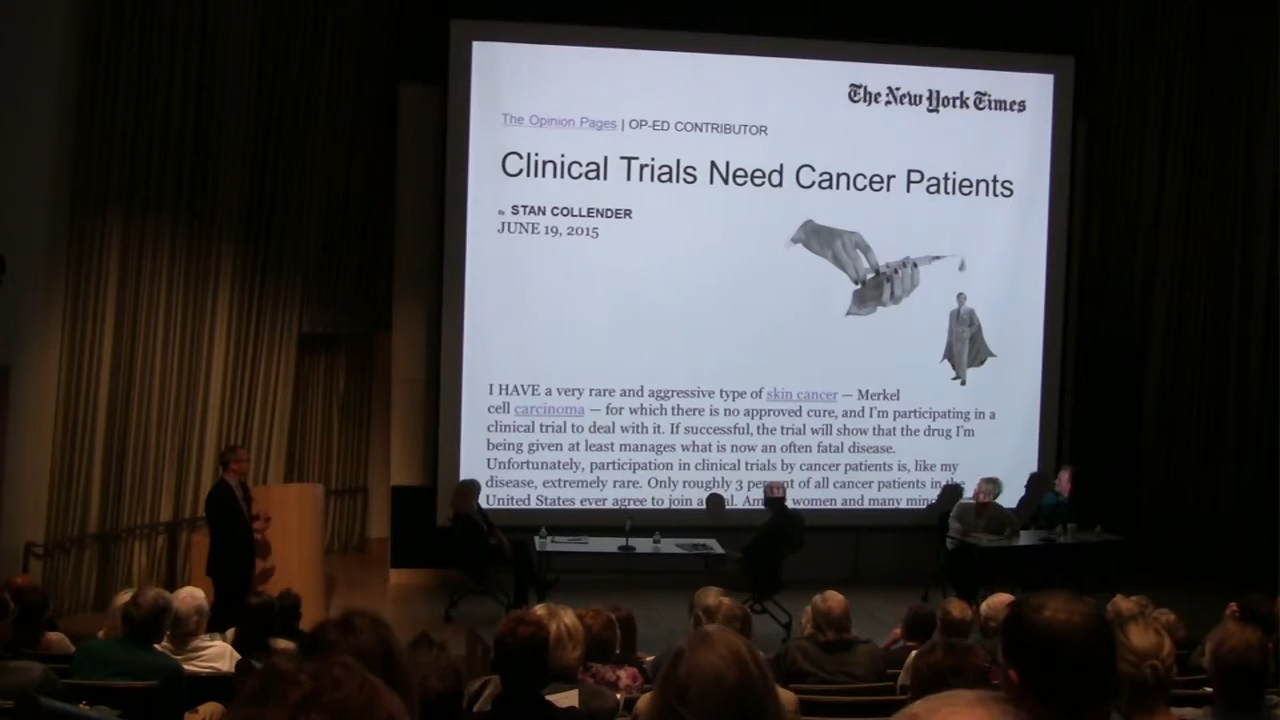 The New York Times
The Opinion Pages | OP-ED CONTRIBUTOR
Clinical Trials Need Cancer Patients
By STAN COLLENDER
JUNE 19, 2015
I HAVE a very rare and aggressive type of skin cancer — Merkel
cell carcinoma — for which there is no approved cure, and I'm participating in a
clinical trial to deal with it. If successful, the trial will show that the drug I'm
being given at least manages what is now an often fatal disease.
Unfortunately, participation in clinical trials by cancer patients is, like my
disease, extremely rare. Only roughly 3 percent of all cancer patients in the
United States ever agree to join a women and many